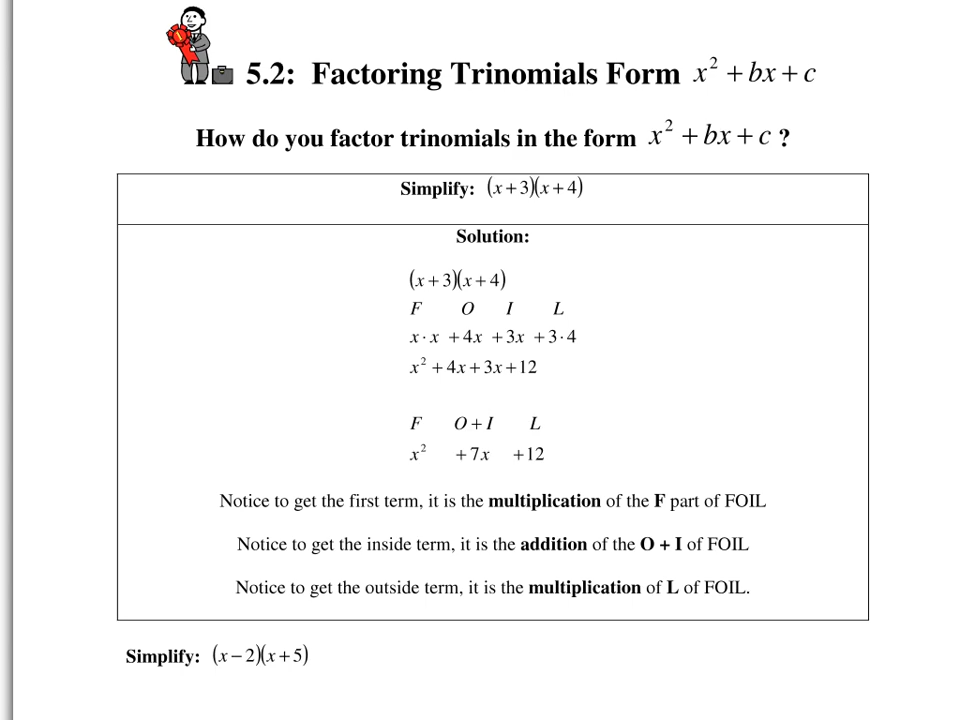 5.2: Factoring Trinomials Form x² + bx + c
How do you factor trinomials in the form x² + bx + c ?
Simplify: (x + 3)(x + 4)
Solution:
(x + 3)(x + 4)
F O I L
x · x + 4x + 3x + 3 · 4
x² + 4x + 3x + 12
F O + I L
x² + 7x + 12
Notice to get the first term, it is the multiplication of the F part of FOIL
Notice to get the inside term, it is the addition of the O + I of FOIL
Notice to get the outside term, it is the multiplication of L of FOIL.
Simplify: (x − 2)(x + 5)